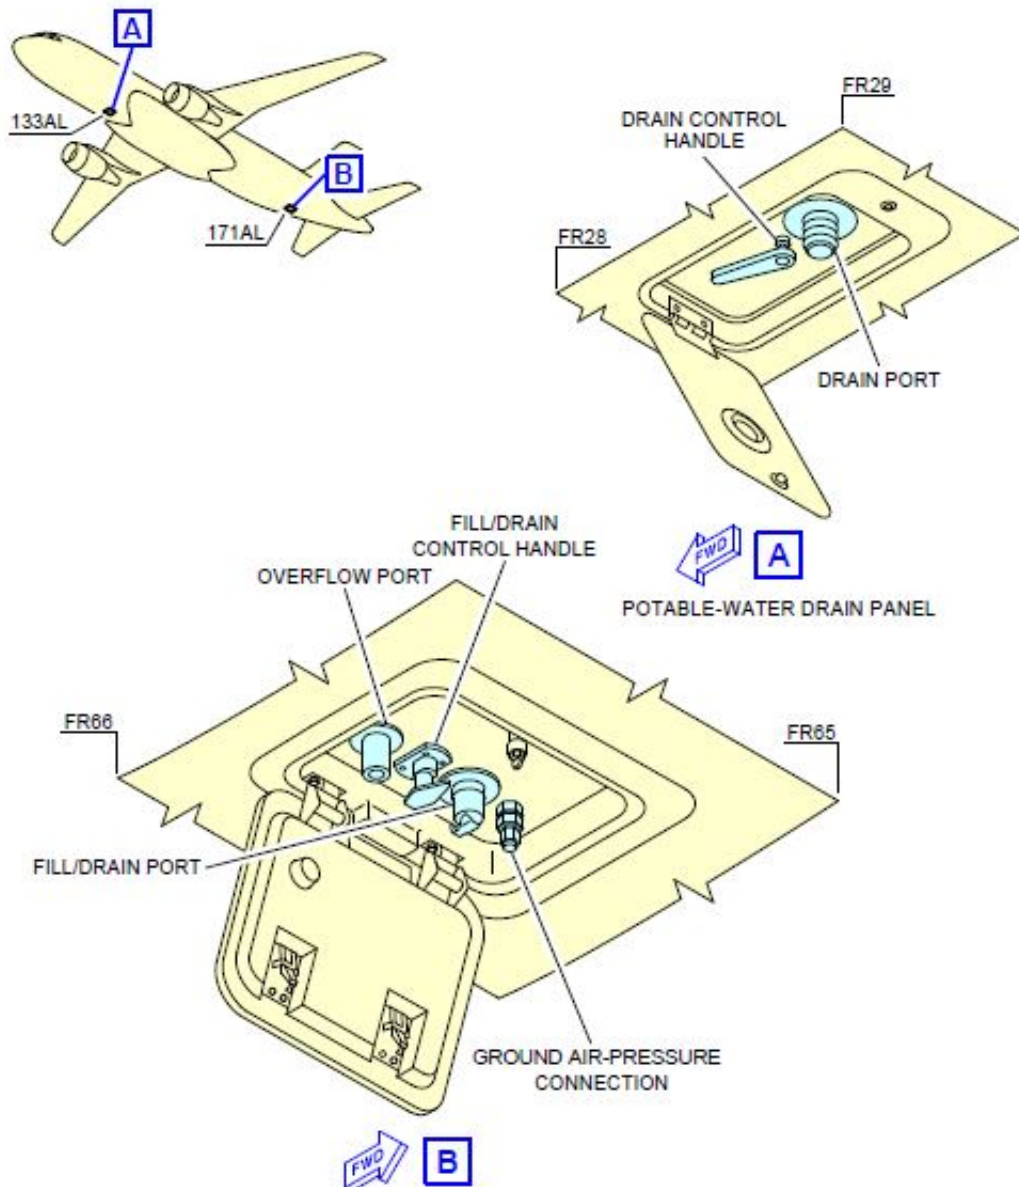 A
133AL
B
171AL
FR29
DRAIN CONTROL
HANDLE
FR28
DRAIN PORT
FWD
A
POTABLE-WATER DRAIN PANEL
FILL/DRAIN
CONTROL HANDLE
OVERFLOW PORT
FR66
FR65
FILL/DRAIN PORT
GROUND AIR-PRESSURE
CONNECTION
FWD
B